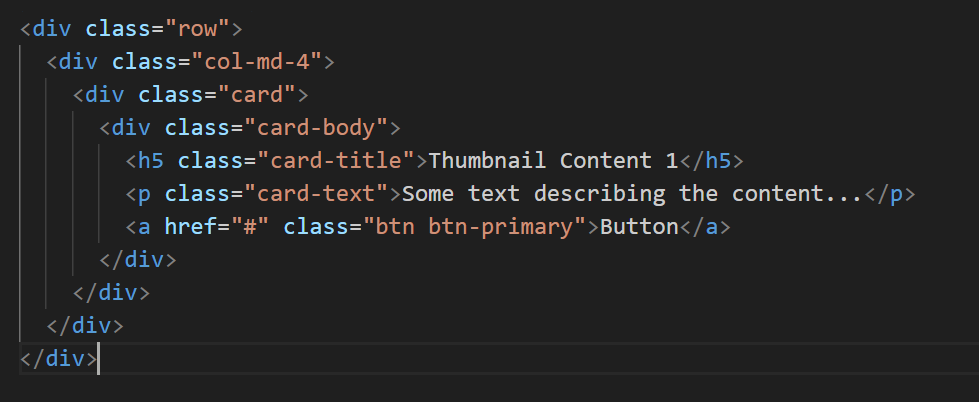 <div class="row">
<div class="col-md-4">
<div class="card">
<div class="card-body">
<h5 class="card-title">Thumbnail Content 1</h5>
<p class="card-text">Some text describing the content...</p>
<a href="#" class="btn btn-primary">Button</a>
</div>
</div>
</div>
</div>